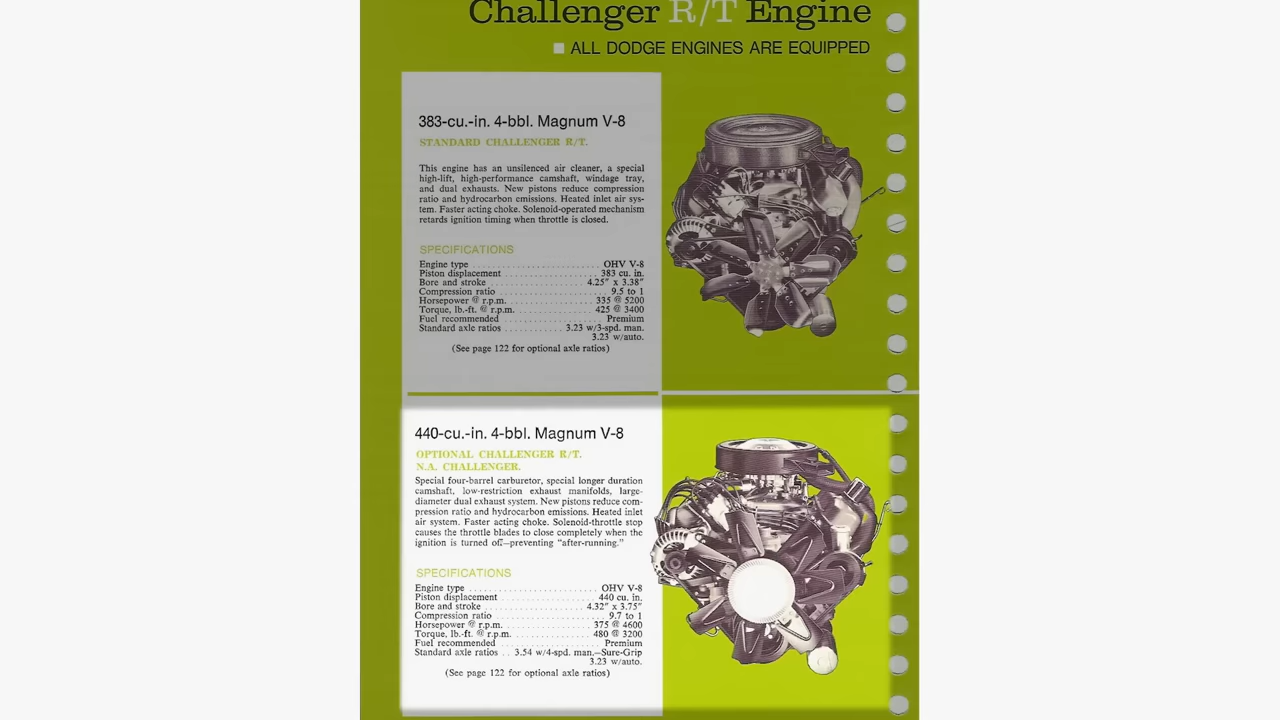 Challenger R/T Engine
ALL DODGE ENGINES ARE EQUIPPED
383-cu.-in. 4-bbl. Magnum V-8
STANDARD CHALLENGER R/T.
This engine has an unsilenced air cleaner, a special
high-lift, high-performance camshaft, windage tray,
and dual exhausts. New pistons reduce compression
ratio and hydrocarbon emissions. Heated inlet air sys-
tem. Faster acting choke. Solenoid-operated mechanism
retards ignition timing when throttle is closed.
SPECIFICATIONS
Engine type . . . . . . . . . . OHV V-8
Piston displacement . . . . . . . . . . 383 cu. in.
Bore and stroke . . . . . . . . . . 4.25" x 3.38"
Compression ratio . . . . . . . . . . 9.5 to 1
Horsepower @ r.p.m. . . . . . . . . . . 335 @ 5200
Torque, lb.-ft. @ r.p.m. . . . . . . . . . . 425 @ 3400
Fuel recommended . . . . . . . . . . Premium
Standard axle ratios . . . . . . . . . . 3.23 w/3-spd. man.
3.23 w/auto.
(See page 122 for optional axle ratios)
440-cu.-in. 4-bbl. Magnum V-8
OPTIONAL CHALLENGER R/T.
N.A. CHALLENGER.
Special four-barrel carburetor, special longer duration
camshaft, low-restriction exhaust manifolds, large-
diameter dual exhaust system. New pistons reduce com-
pression ratio and hydrocarbon emissions. Heated inlet
air system. Faster acting choke. Solenoid-throttle stop
causes the throttle blades to close completely when the
ignition is turned off—preventing "after-running."
SPECIFICATIONS
Engine type . . . . . . . . . . OHV V-8
Piston displacement . . . . . . . . . . 440 cu. in.
Bore and stroke . . . . . . . . . . 4.32" x 3.75"
Compression ratio . . . . . . . . . . 9.7 to 1
Horsepower @ r.p.m. . . . . . . . . . . 375 @ 4600
Torque, lb.-ft. @ r.p.m. . . . . . . . . . . 480 @ 3200
Fuel recommended . . . . . . . . . . Premium
Standard axle ratios . . 3.54 w/4-spd. man.—Sure-Grip
3.23 w/auto.
(See page 122 for optional axle ratios)